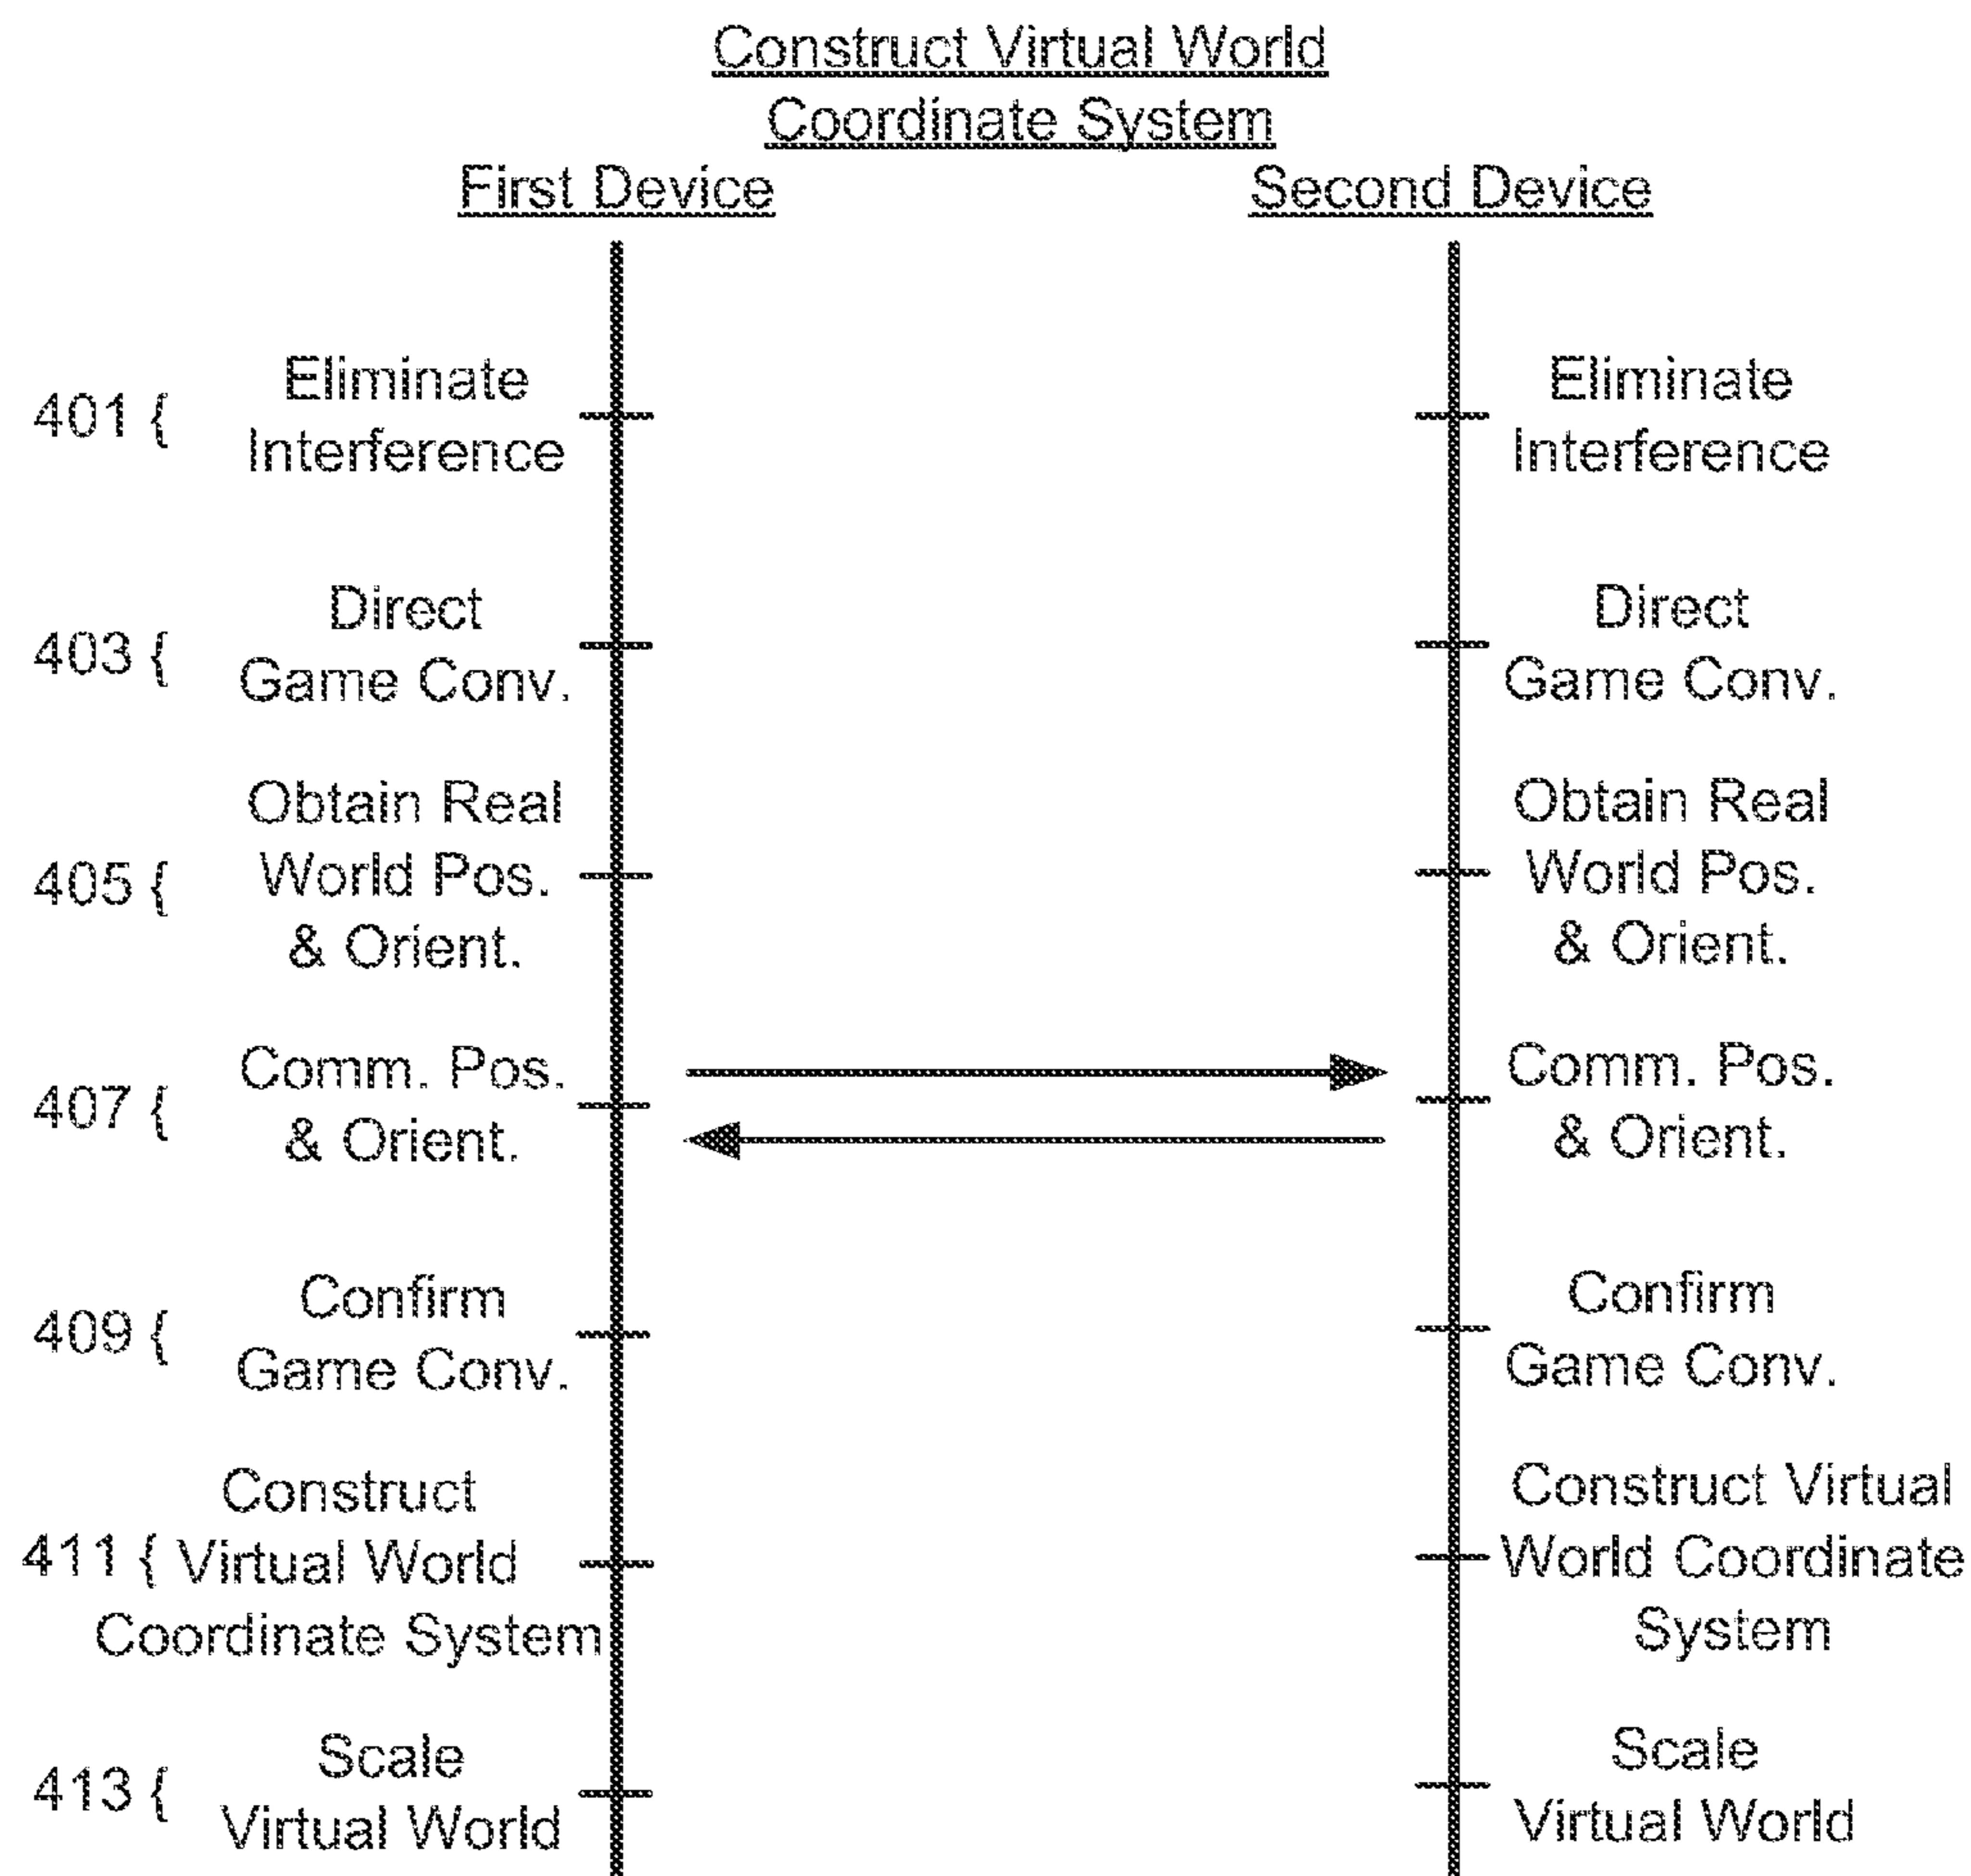 Construct Virtual World
Coordinate System
First Device
Second Device
401 {
Eliminate
Interference
Eliminate
Interference
403 {
Direct
Game Conv.
Direct
Game Conv.
405 {
Obtain Real
World Pos.
& Orient.
Obtain Real
World Pos.
& Orient.
407 {
Comm. Pos.
& Orient.
Comm. Pos.
& Orient.
409 {
Confirm
Game Conv.
Confirm
Game Conv.
411 {
Construct
Virtual World
Coordinate System
Construct Virtual
World Coordinate
System
413 {
Scale
Virtual World
Scale
Virtual World